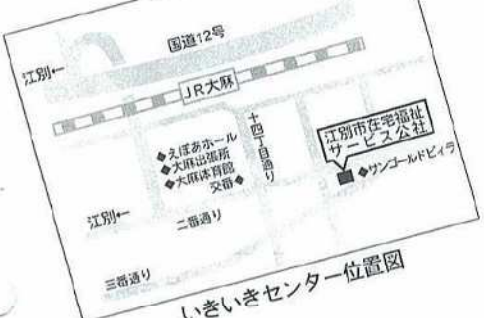 国道12号
江別←
JR大麻
十四丁目通り
◆えぽあホール
◆大麻出張所
◆大麻体育館
交番◆
江別市在宅福祉
サービス公社
◆サンゴールドビィラ
江別←
二番通り
三番通り
いきいきセンター位置図